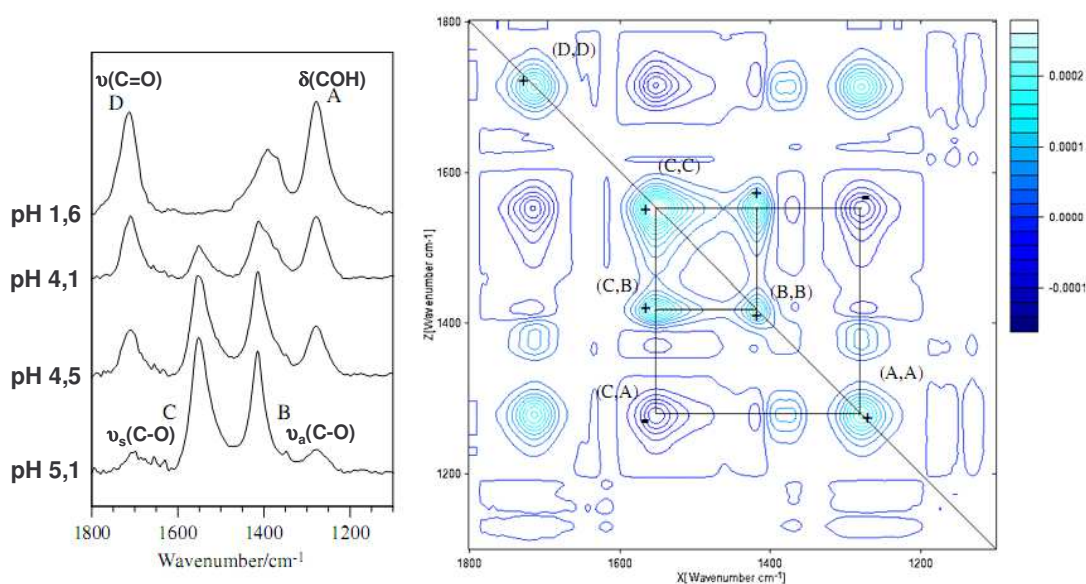 υ(C=O)
δ(COH)
D
A
pH 1,6
pH 4,1
pH 4,5
C
B
υs(C-O)
υa(C-O)
pH 5,1
1800
1600
1400
1200
Wavenumber/cm-1
1800
1600
1400
1200
Z[Wavenumber cm-1]
(D,D)
+
(C,C)
+
+
-
(C,B)
(B,B)
+
+
(C,A)
(A,A)
-
+
1800
1600
1400
1200
X[Wavenumber cm-1]
0.0002
0.0001
0.0000
-0.0001